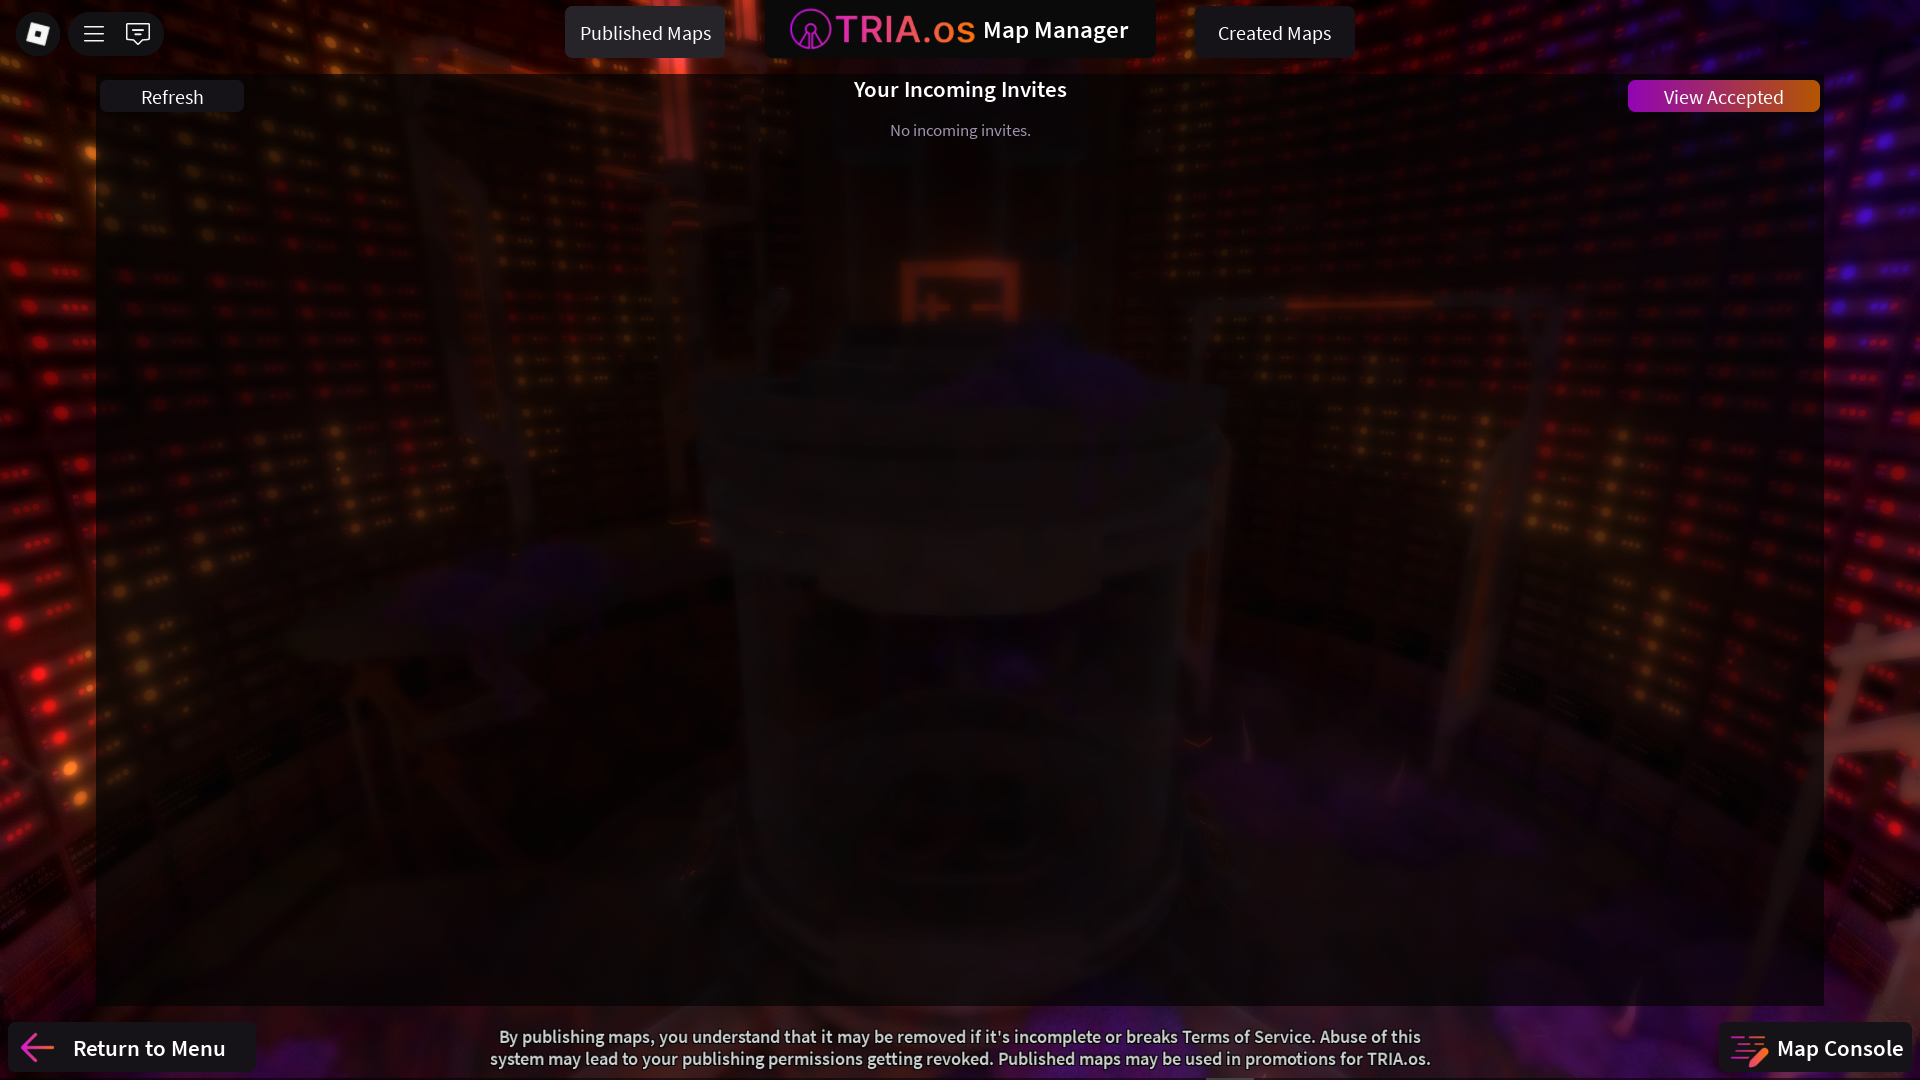 Published Maps
TRIA.os Map Manager
Created Maps
Refresh
Your Incoming Invites
View Accepted
No incoming invites.
Return to Menu
By publishing maps, you understand that it may be removed if it's incomplete or breaks Terms of Service. Abuse of this
system may lead to your publishing permissions getting revoked. Published maps may be used in promotions for TRIA.os.
Map Console